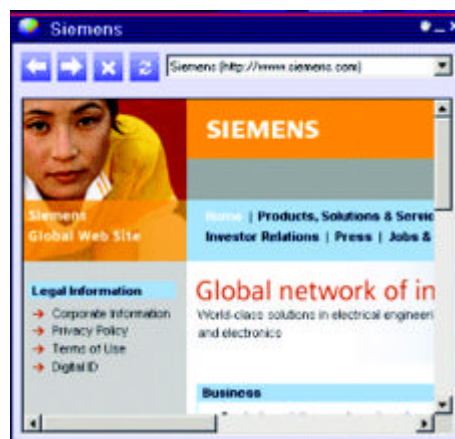 Siemens
Siemens (http://www.siemens.com)
SIEMENS
Siemens
Global Web Site
Home | Products, Solutions & Servic
Investor Relations | Press | Jobs &
Legal Information
Corporate Information
Privacy Policy
Terms of Use
Digital ID
Global network of in
World-class solutions in electrical engineeri
and electronics
Business